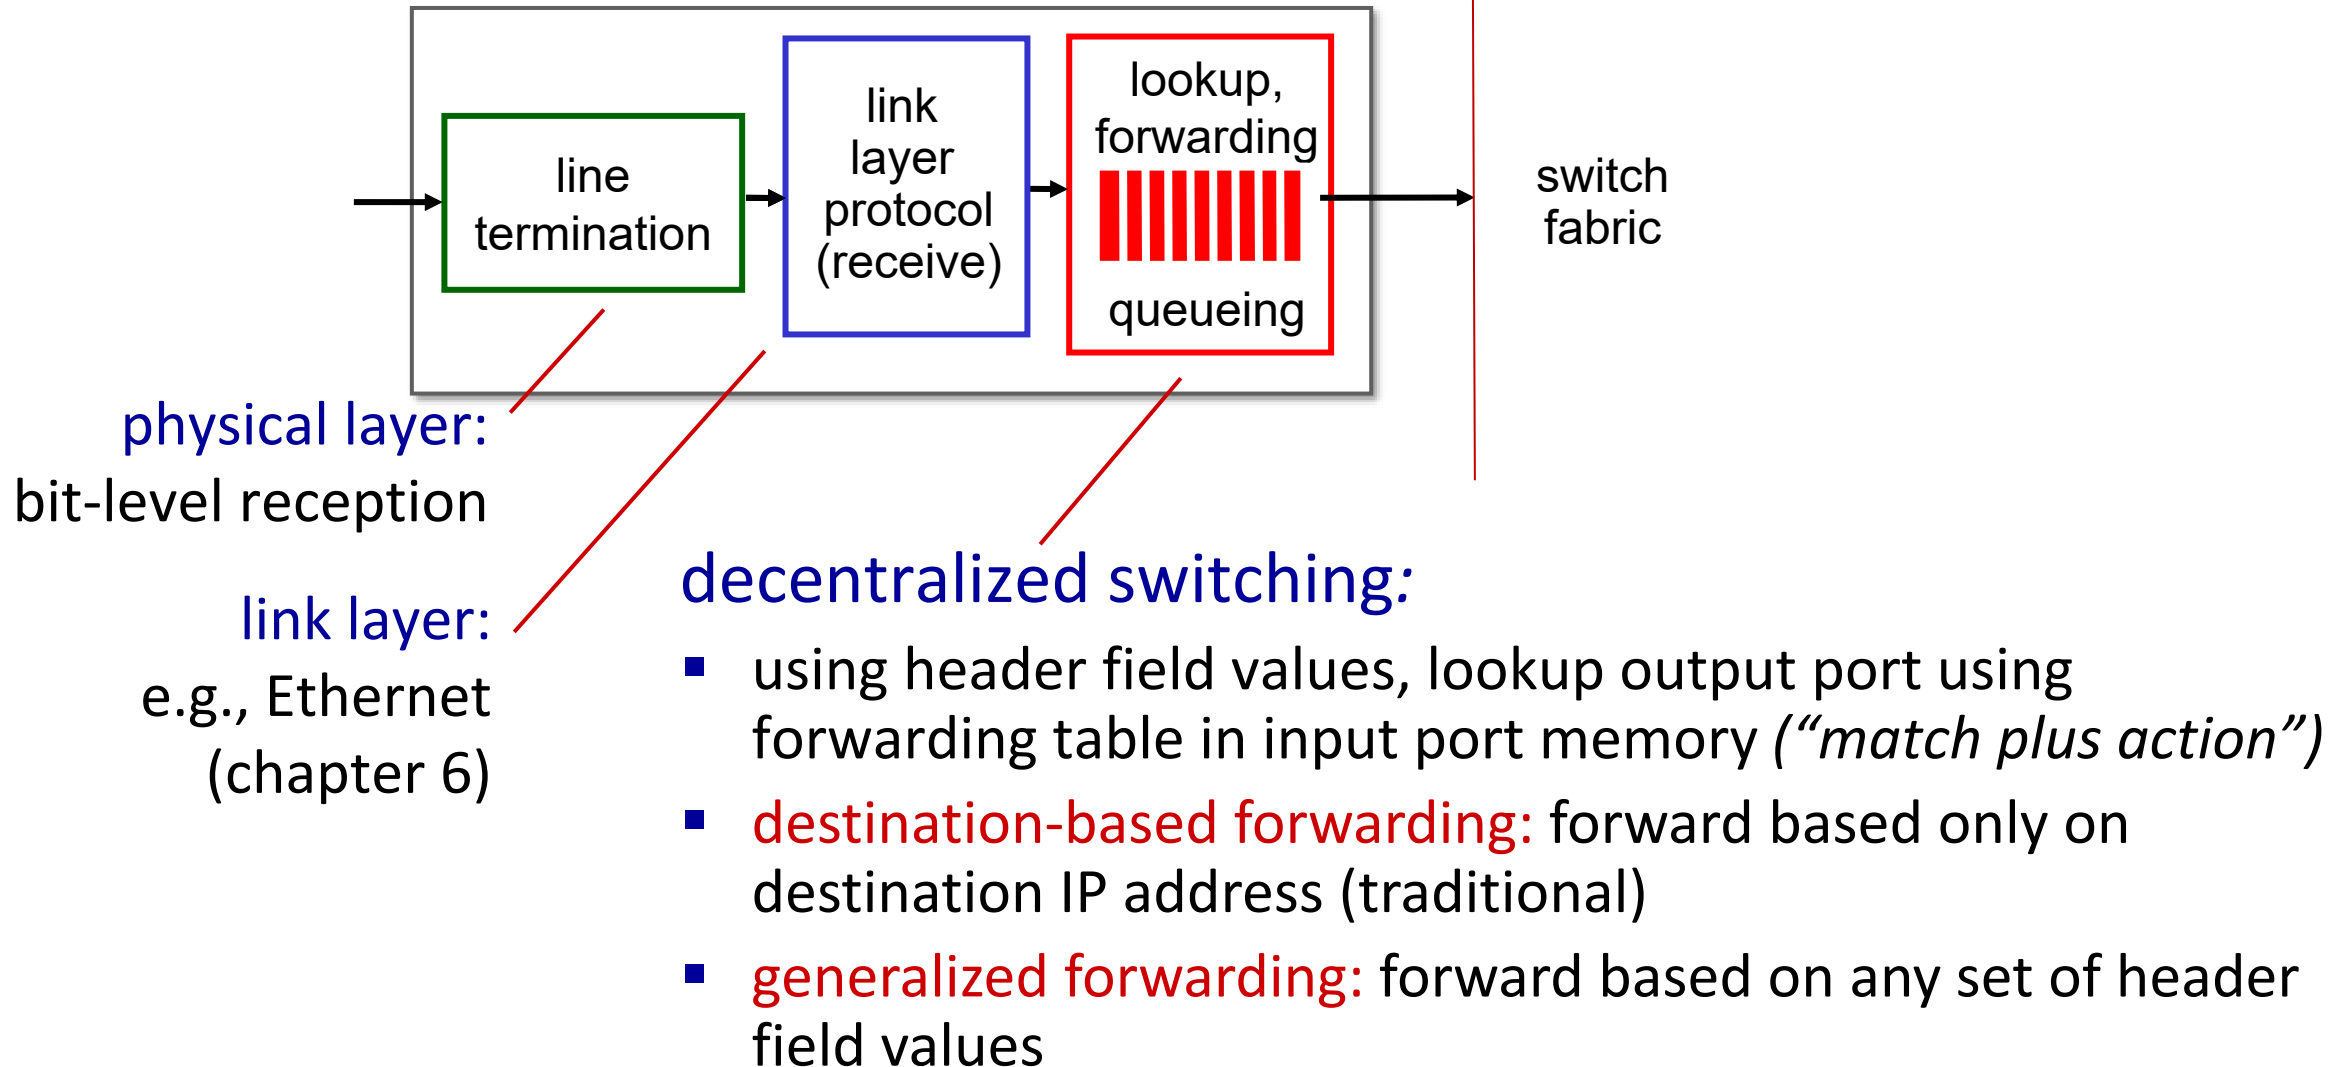 line
termination
link
layer
protocol
(receive)
lookup,
forwarding
queueing
switch
fabric
physical layer:
bit-level reception
link layer:
e.g., Ethernet
(chapter 6)
decentralized switching:
▪ using header field values, lookup output port using
forwarding table in input port memory (“match plus action”)
▪ destination-based forwarding: forward based only on
destination IP address (traditional)
▪ generalized forwarding: forward based on any set of header
field values